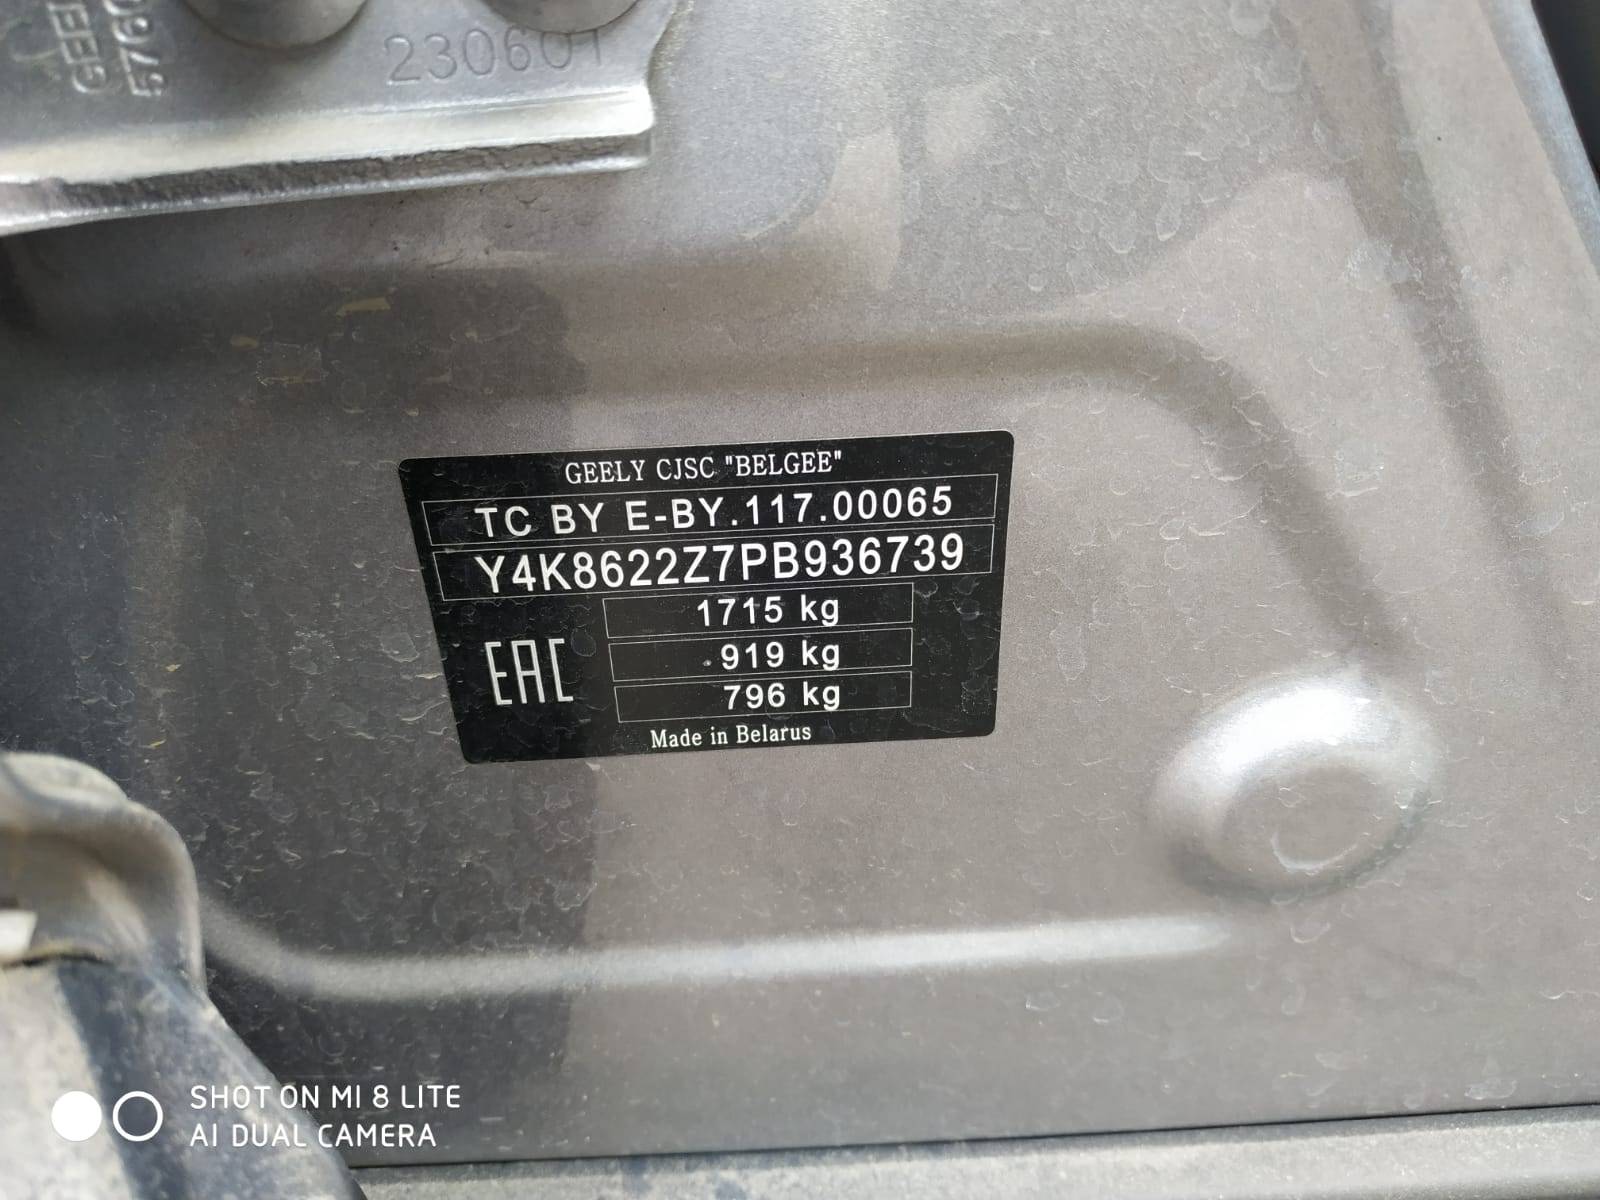 230601
GEELY CJSC "BELGEE"
TC BY E-BY.117.00065
Y4K8622Z7PB936739
1715 kg
919 kg
796 kg
EAC
Made in Belarus
SHOT ON MI 8 LITE
AI DUAL CAMERA